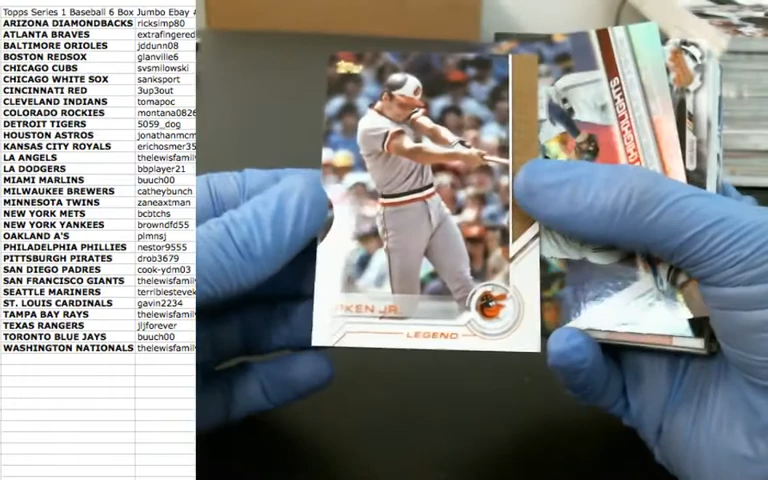 Topps Series 1 Baseball 6 Box Jumbo Ebay
ARIZONA DIAMONDBACKS ricksimp80
ATLANTA BRAVES extrafingered
BALTIMORE ORIOLES jddunn08
BOSTON REDSOX glanville6
CHICAGO CUBS svsmilowski
CHICAGO WHITE SOX sanksport
CINCINNATI RED 3up3out
CLEVELAND INDIANS tomapoc
COLORADO ROCKIES montana0826
DETROIT TIGERS 5059_dog
HOUSTON ASTROS jonathanmcm
KANSAS CITY ROYALS erichosmer35
LA ANGELS thelewisfamil
LA DODGERS bbplayer21
MIAMI MARLINS buuch00
MILWAUKEE BREWERS catheybunch
MINNESOTA TWINS zaneaxtman
NEW YORK METS bcbtchs
NEW YORK YANKEES browndfd55
OAKLAND A'S plmnsj
PHILADELPHIA PHILLIES nestor9555
PITTSBURGH PIRATES drob3679
SAN DIEGO PADRES cook-ydm03
SAN FRANCISCO GIANTS thelewisfamil
SEATTLE MARINERS terriblestevek
ST. LOUIS CARDINALS gavin2234
TAMPA BAY RAYS thelewisfamil
TEXAS RANGERS jljforever
TORONTO BLUE JAYS buuch00
WASHINGTON NATIONALS thelewisfamil
Topps
PKEN JR.
LEGEND
HIGHLIGHTS